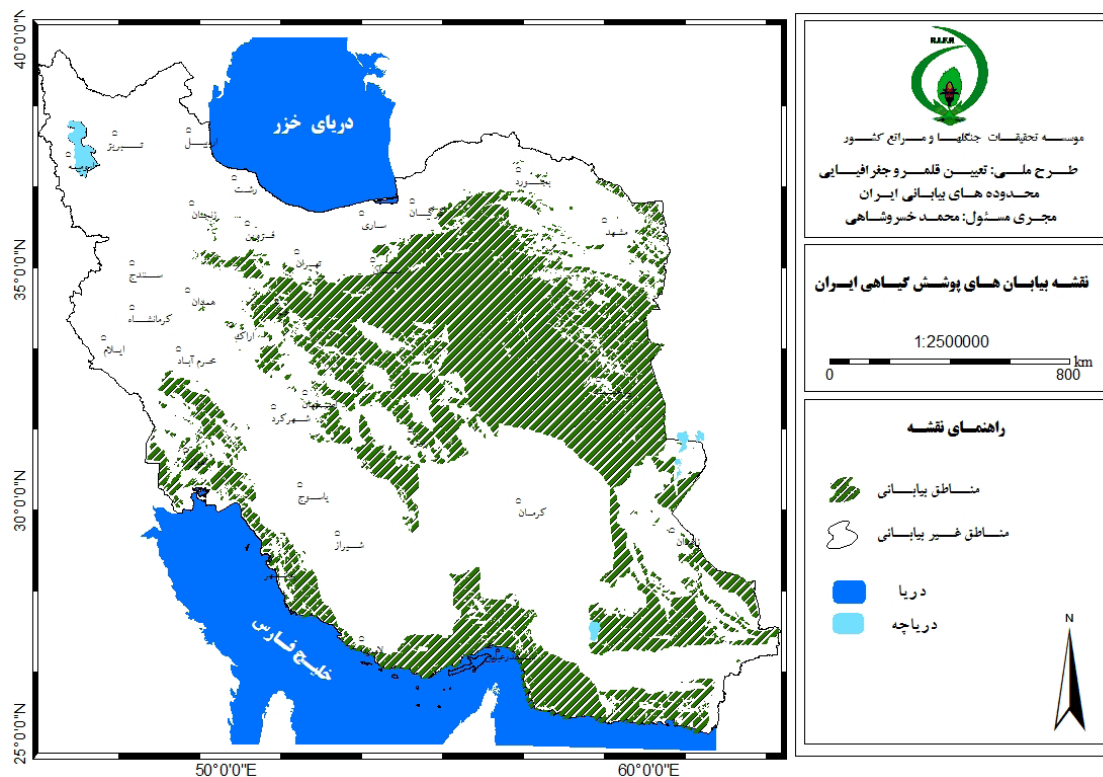 40°0'0"N
35°0'0"N
30°0'0"N
25°0'0"N
50°0'0"E
60°0'0"E
دریای خزر
خلیج فارس
تبریز
اردبیل
رشت
زنجان
قزوین
ساری
بجنورد
مشهد
تهران
سنندج
همدان
کرمانشاه
ایلام
اراک
خرم آباد
شهرکرد
یاسوج
شیراز
کرمان
زاهدان
R.I.F.R
موسسه تحقیقات جنگلها و مراتع کشور
طرح ملی: تعیین قلمرو جغرافیایی
محدوده های بیابانی ایران
مجری مسئول: محمد خسروشاهی
نقشه بیابان های پوشش گیاهی ایران
1:2500000
km
0 800
راهنمای نقشه
مناطق بیابانی
مناطق غیر بیابانی
دریا
دریاچه
N